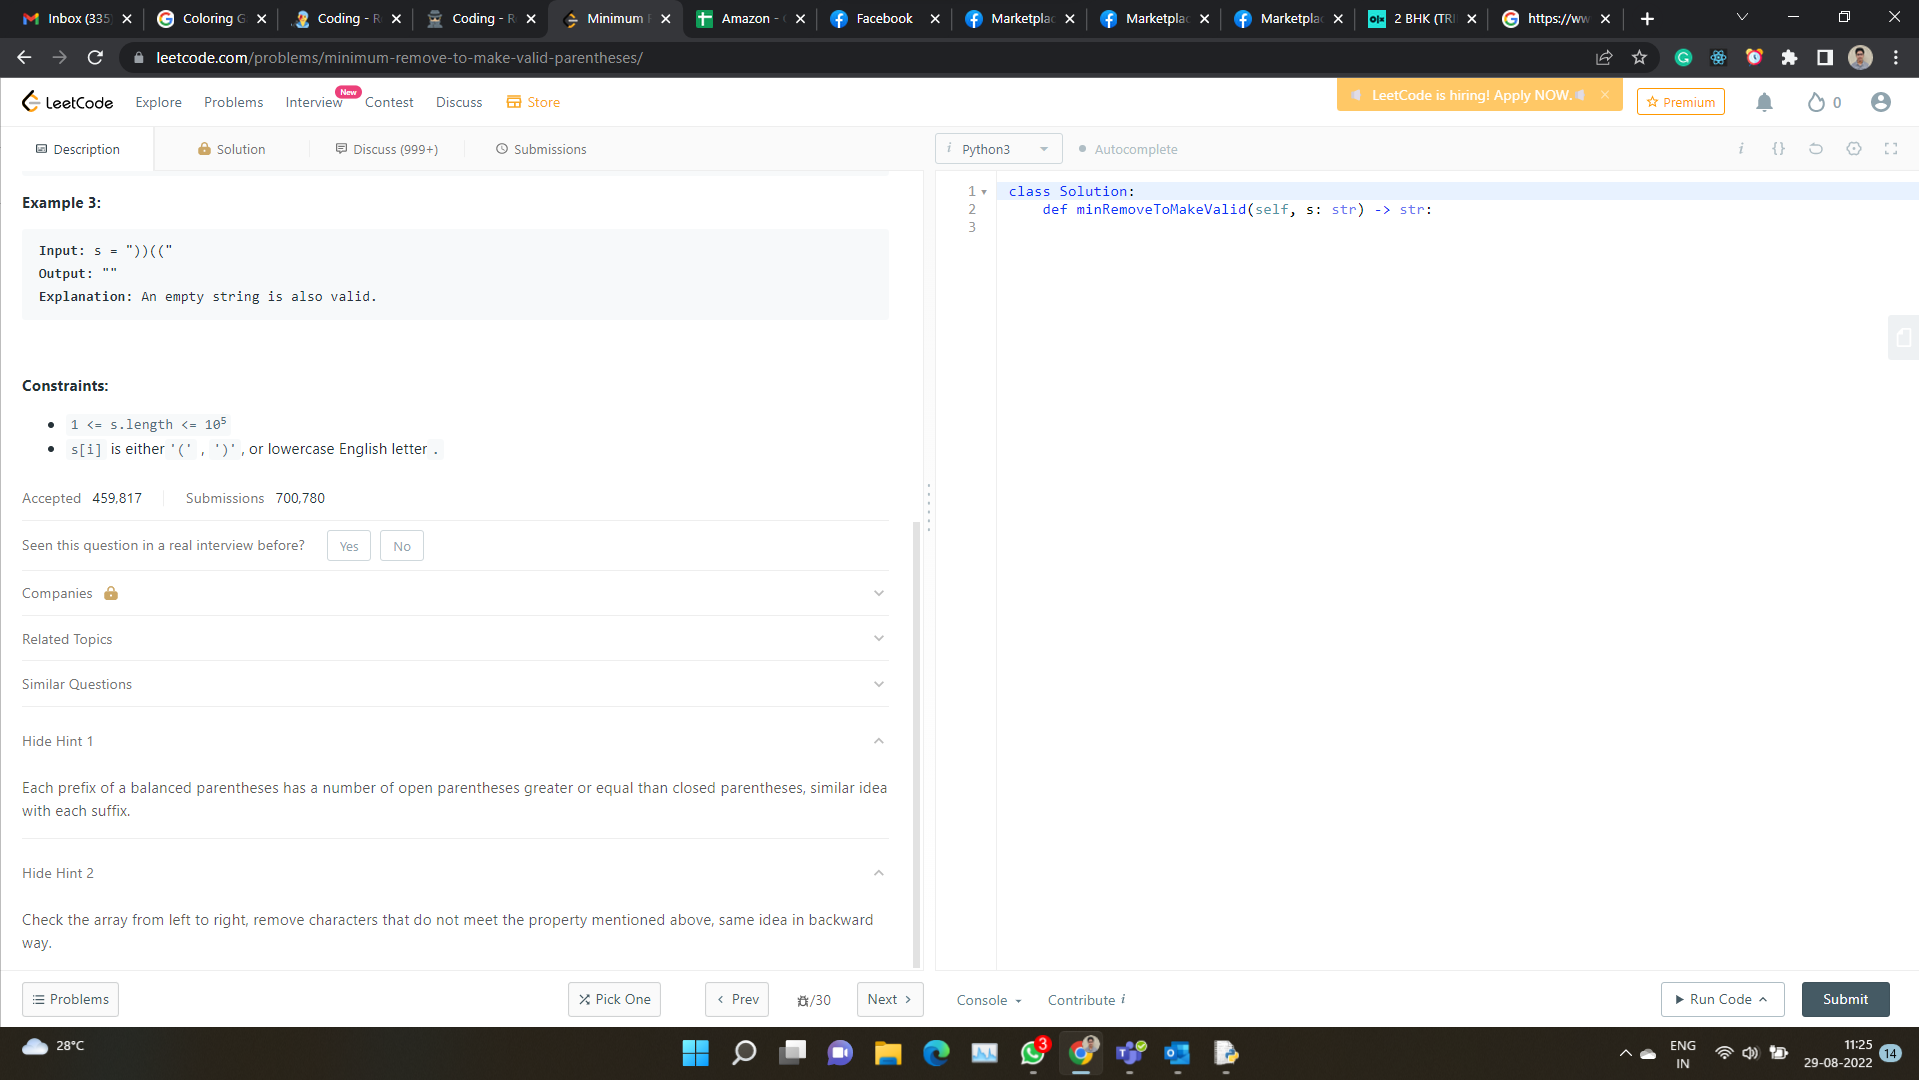 Inbox (335
Coloring G
Coding - R
Coding - R
Minimum
Amazon -
Facebook
Marketplac
Marketplac
Marketplac
2 BHK (TRI
https://ww
leetcode.com/problems/minimum-remove-to-make-valid-parentheses/
LeetCode
Explore
Problems
Interview
New
Contest
Discuss
Store
LeetCode is hiring! Apply NOW.
Premium
0
Description
Solution
Discuss (999+)
Submissions
i Python3
Autocomplete
i {}
Example 3:
Input: s = "))(("
Output: ""
Explanation: An empty string is also valid.
Constraints:
1 <= s.length <= 10⁵
s[i] is either '(' , ')' , or lowercase English letter .
Accepted 459,817
Submissions 700,780
Seen this question in a real interview before?
Yes
No
Companies
Related Topics
Similar Questions
Hide Hint 1
Each prefix of a balanced parentheses has a number of open parentheses greater or equal than closed parentheses, similar idea
with each suffix.
Hide Hint 2
Check the array from left to right, remove characters that do not meet the property mentioned above, same idea in backward
way.
1 class Solution:
2 def minRemoveToMakeValid(self, s: str) -> str:
3
Problems
Pick One
Prev
/30
Next
Console
Contribute i
Run Code
Submit
28°C
3
ENG
IN
11:25
29-08-2022
14